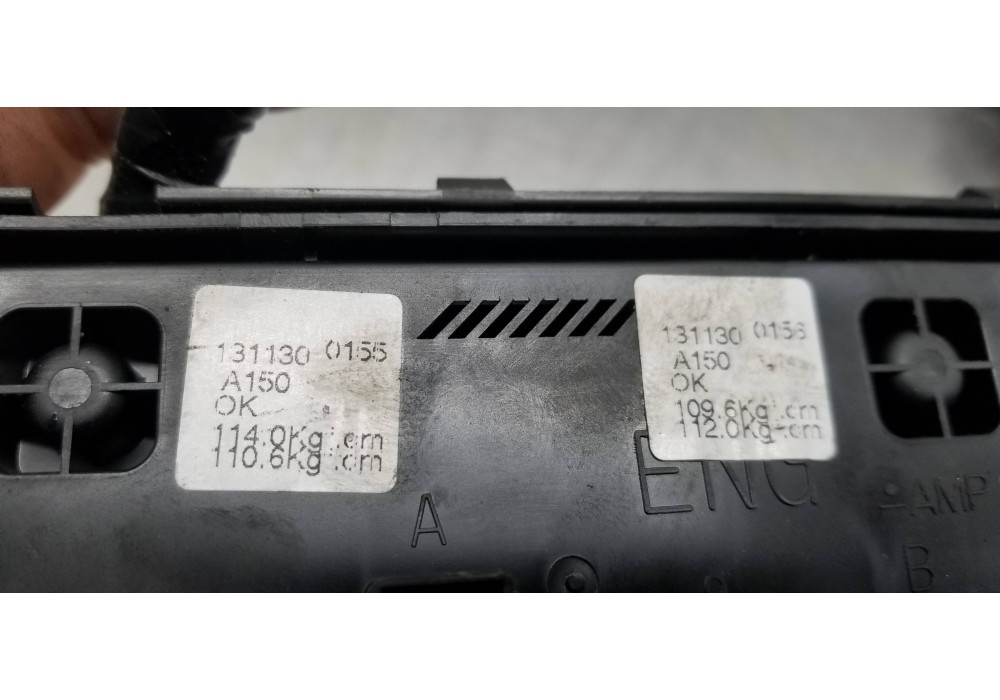 131130 0155
A150
OK
114.0Kg.cm
110.6Kg.cm
131130 0156
A150
OK
109.6Kg.cm
112.0Kg-cm
ENG
A
AMP
B